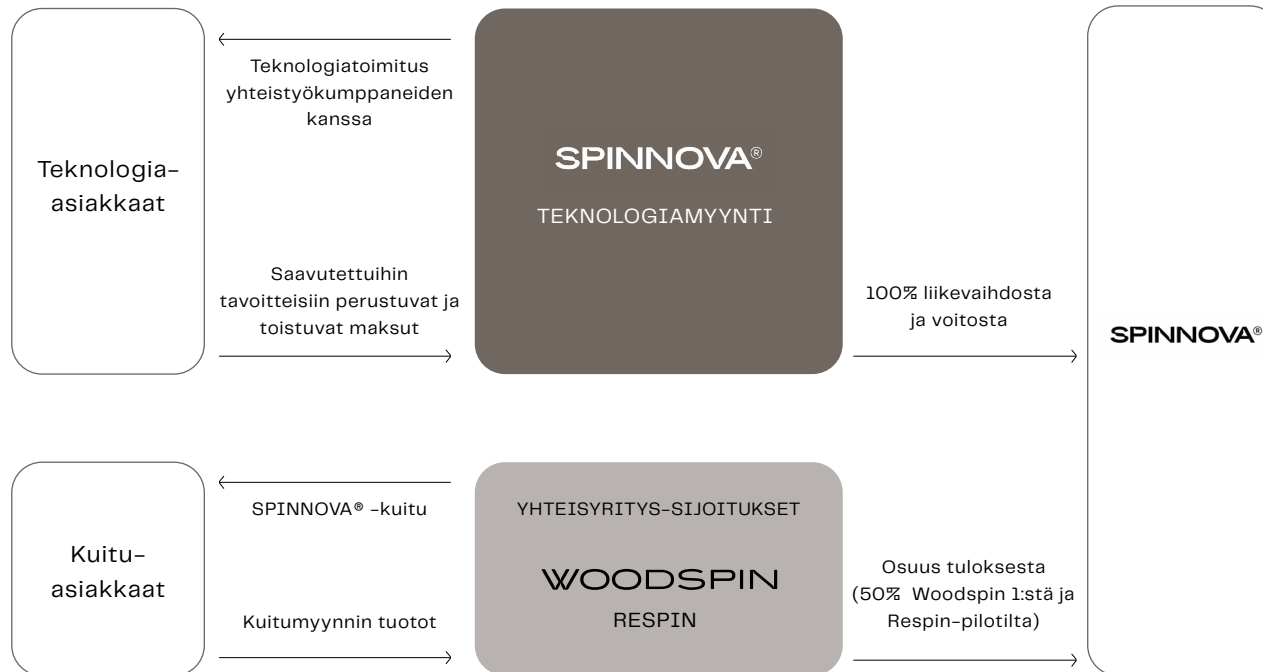 Teknologia-
asiakkaat
Teknologiatoimitus
yhteistyökumppaneiden
kanssa
Saavutettuihin
tavoitteisiin perustuvat ja
toistuvat maksut
SPINNOVA®
TEKNOLOGIAMYYNTI
100% liikevaihdosta
ja voitosta
SPINNOVA®
Kuitu-
asiakkaat
SPINNOVA® -kuitu
Kuitumyynnin tuotot
YHTEISYRITYS-SIJOITUKSET
WOODSPIN
RESPIN
Osuus tuloksesta
(50% Woodspin 1:stä ja
Respin-pilotilta)